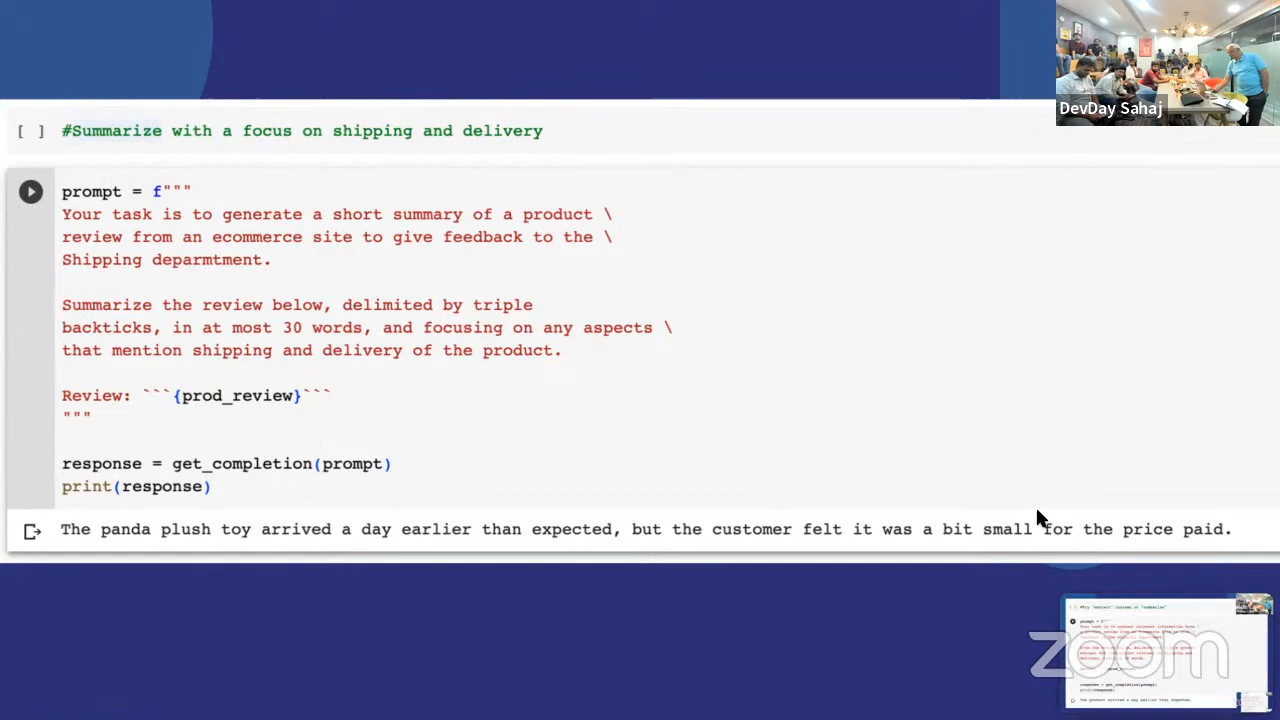 DevDay Sahaj
[ ] #Summarize with a focus on shipping and delivery
prompt = f"""
Your task is to generate a short summary of a product \
review from an ecommerce site to give feedback to the \
Shipping deparmtment.
Summarize the review below, delimited by triple
backticks, in at most 30 words, and focusing on any aspects \
that mention shipping and delivery of the product.
Review: ```{prod_review}```
"""
response = get_completion(prompt)
print(response)
The panda plush toy arrived a day earlier than expected, but the customer felt it was a bit small for the price paid.
zoom